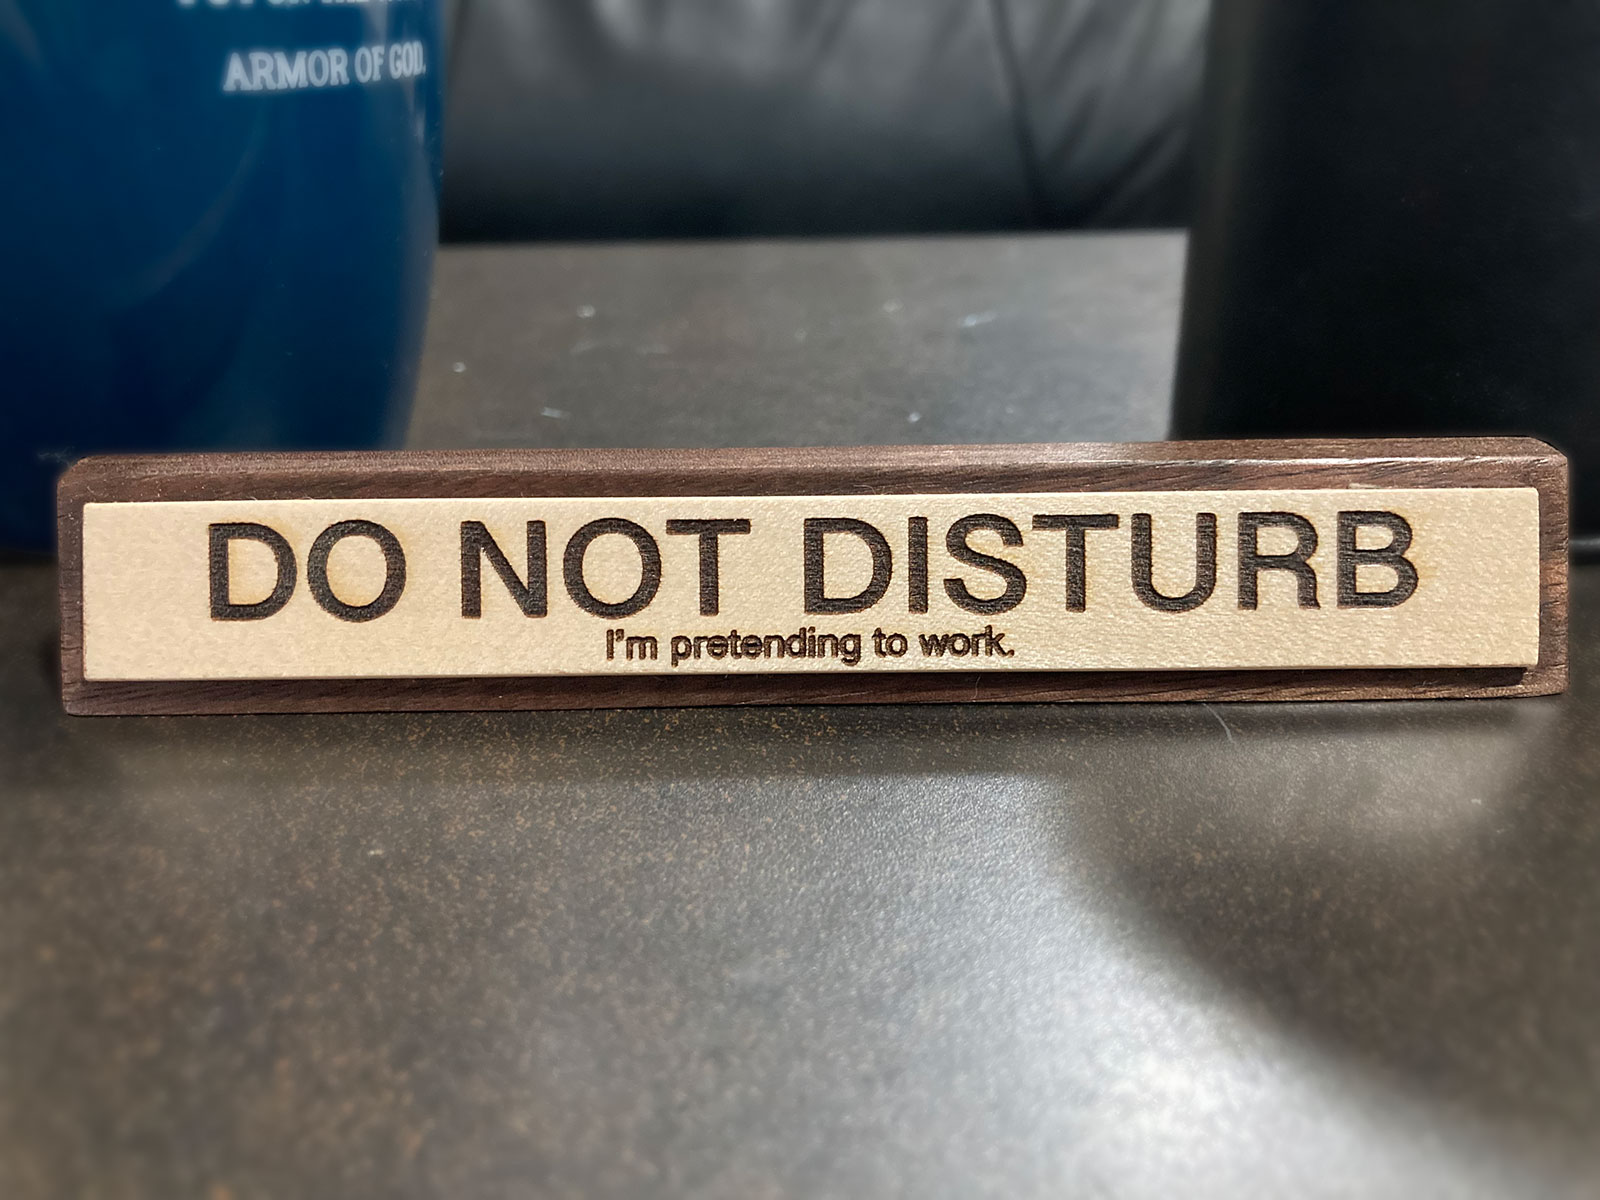 ARMOR OF GOD,
DO NOT DISTURB
I'm pretending to work.